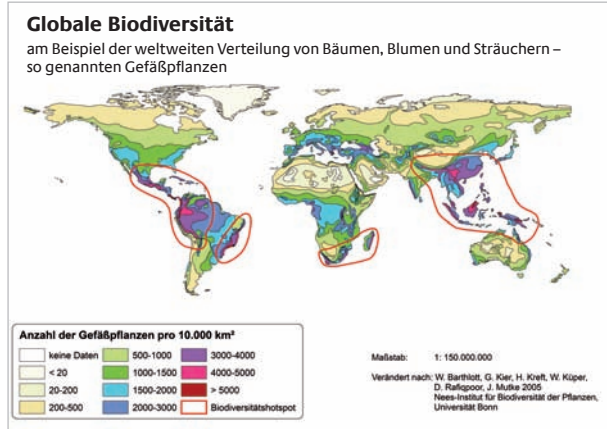 Globale Biodiversität
am Beispiel der weltweiten Verteilung von Bäumen, Blumen und Sträuchern –
so genannten Gefäßpflanzen
Anzahl der Gefäßpflanzen pro 10.000 km²
keine Daten
< 20
20-200
200-500
500-1000
1000-1500
1500-2000
2000-3000
3000-4000
4000-5000
> 5000
Biodiversitätshotspot
Maßstab: 1: 150.000.000
Verändert nach: W. Barthlott, G. Kier, H. Kreft, W. Küper,
D. Rafiqpoor, J. Mutke 2005
Nees-Institut für Biodiversität der Pflanzen,
Universität Bonn